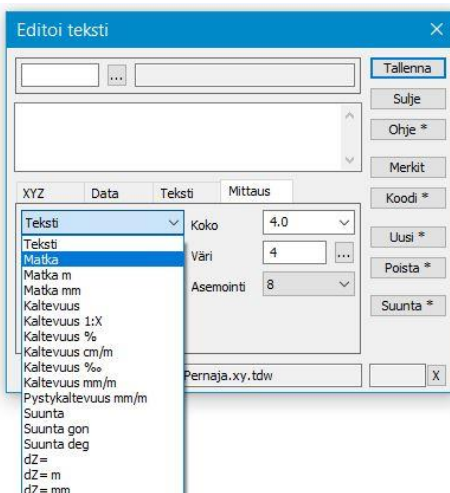 Editoi teksti
...
Tallenna
Sulje
Ohje *
Merkit
Koodi *
Uusi *
Poista *
Suunta *
XYZ Data Teksti Mittaus
Teksti Koko 4.0
Väri 4 ...
Asemointi 8
Teksti
Matka
Matka m
Matka mm
Kaltevuus
Kaltevuus 1:X
Kaltevuus %
Kaltevuus cm/m
Kaltevuus ‰
Kaltevuus mm/m
Pystykaltevuus mm/m
Suunta
Suunta gon
Suunta deg
dZ=
dZ= m
dZ= mm
Pernaja.xy.tdw X